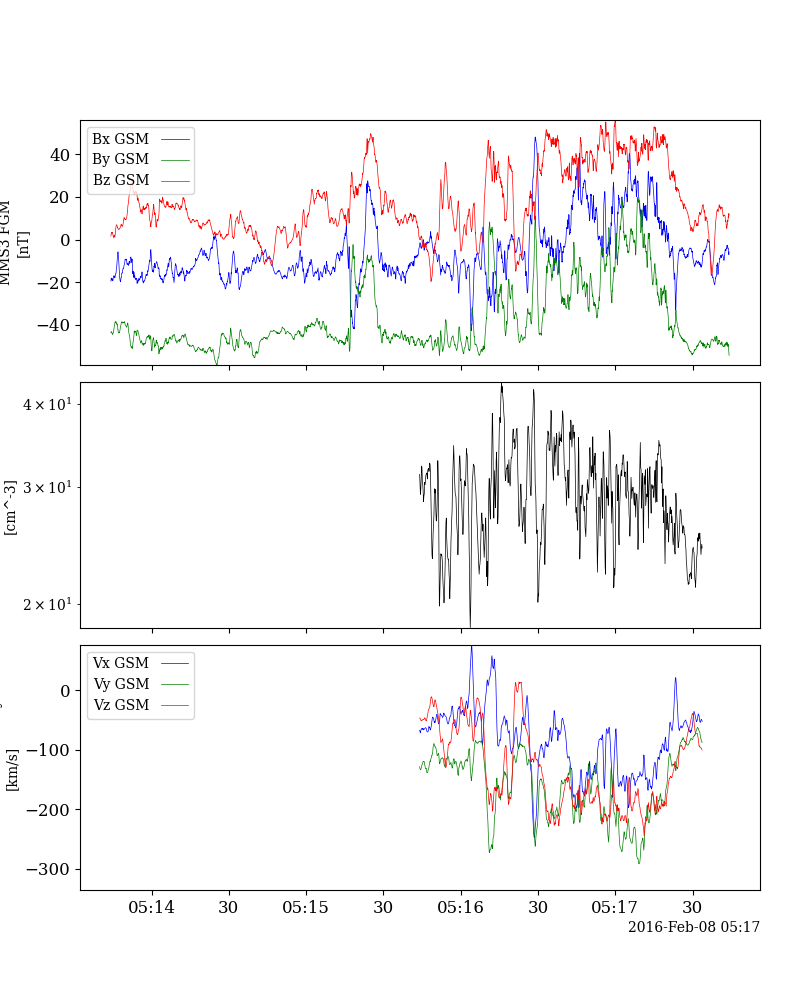 MMS3 FGM
[nT]
40
20
0
−20
−40
Bx GSM
By GSM
Bz GSM
[cm^-3]
4×10¹
3×10¹
2×10¹
[km/s]
0
−100
−200
−300
Vx GSM
Vy GSM
Vz GSM
05:14 30 05:15 30 05:16 30 05:17 30
2016-Feb-08 05:17